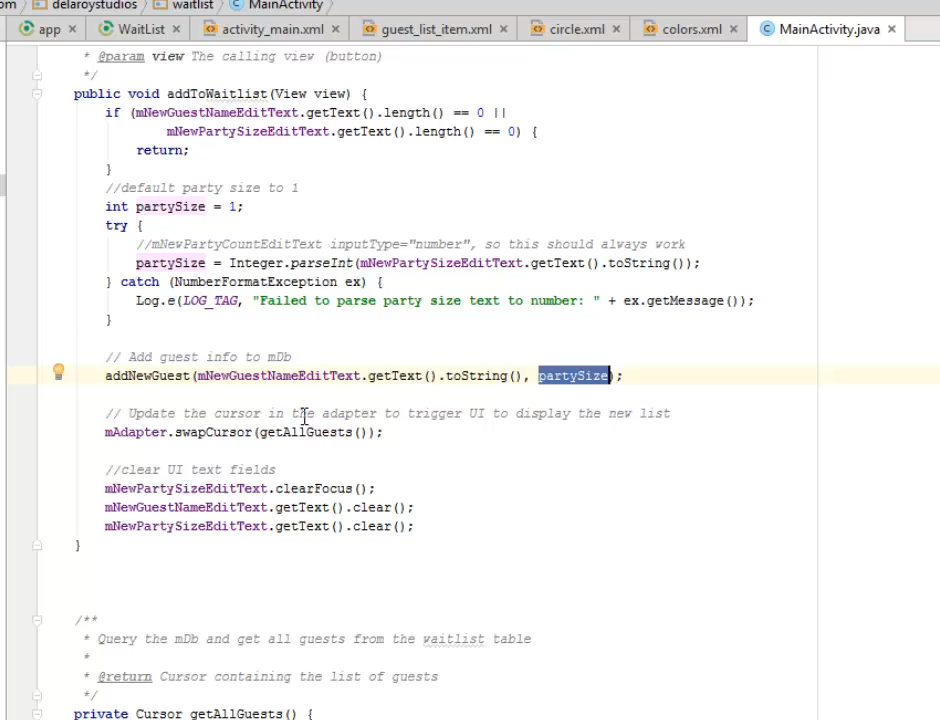 om delaroystudios waitlist MainActivity
app WaitList activity_main.xml guest_list_item.xml circle.xml colors.xml MainActivity.java
* @param view The calling view (button)
*/
public void addToWaitlist(View view) {
if (mNewGuestNameEditText.getText().length() == 0 ||
mNewPartySizeEditText.getText().length() == 0) {
return;
}
//default party size to 1
int partySize = 1;
try {
//mNewPartyCountEditText inputType="number", so this should always work
partySize = Integer.parseInt(mNewPartySizeEditText.getText().toString());
} catch (NumberFormatException ex) {
Log.e(LOG_TAG, "Failed to parse party size text to number: " + ex.getMessage());
}
// Add guest info to mDb
addNewGuest(mNewGuestNameEditText.getText().toString(), partySize);
// Update the cursor in the adapter to trigger UI to display the new list
mAdapter.swapCursor(getAllGuests());
//clear UI text fields
mNewPartySizeEditText.clearFocus();
mNewGuestNameEditText.getText().clear();
mNewPartySizeEditText.getText().clear();
}
/**
* Query the mDb and get all guests from the waitlist table
*
* @return Cursor containing the list of guests
*/
private Cursor getAllGuests() {